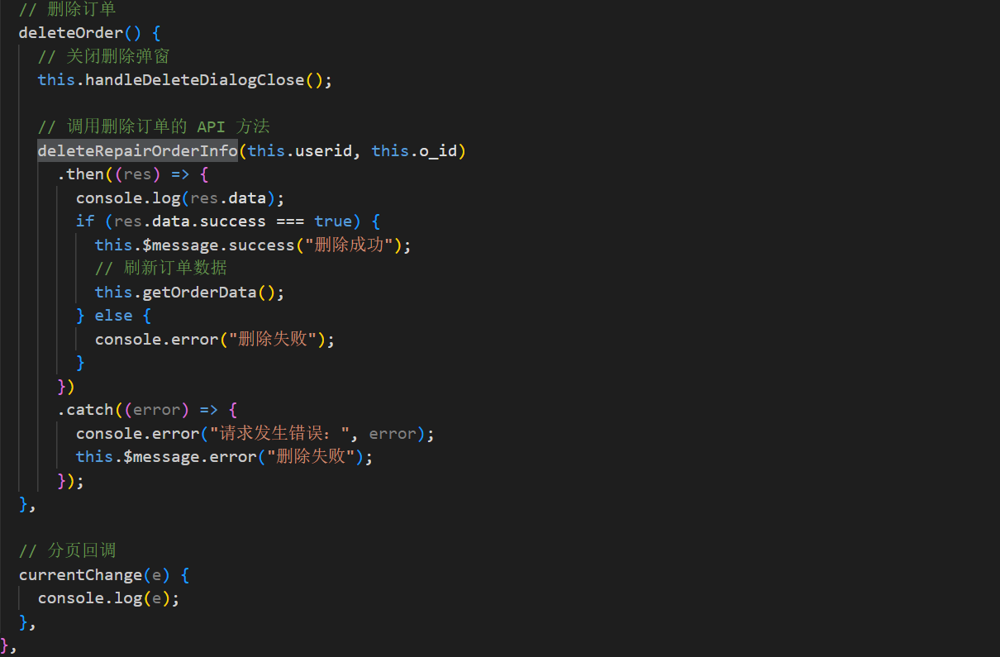 // 删除订单
deleteOrder() {
// 关闭删除弹窗
this.handleDeleteDialogClose();
// 调用删除订单的 API 方法
deleteRepairOrderInfo(this.userid, this.o_id)
.then((res) => {
console.log(res.data);
if (res.data.success === true) {
this.$message.success("删除成功");
// 刷新订单数据
this.getOrderData();
} else {
console.error("删除失败");
}
})
.catch((error) => {
console.error("请求发生错误：", error);
this.$message.error("删除失败");
});
},
// 分页回调
currentChange(e) {
console.log(e);
},
},